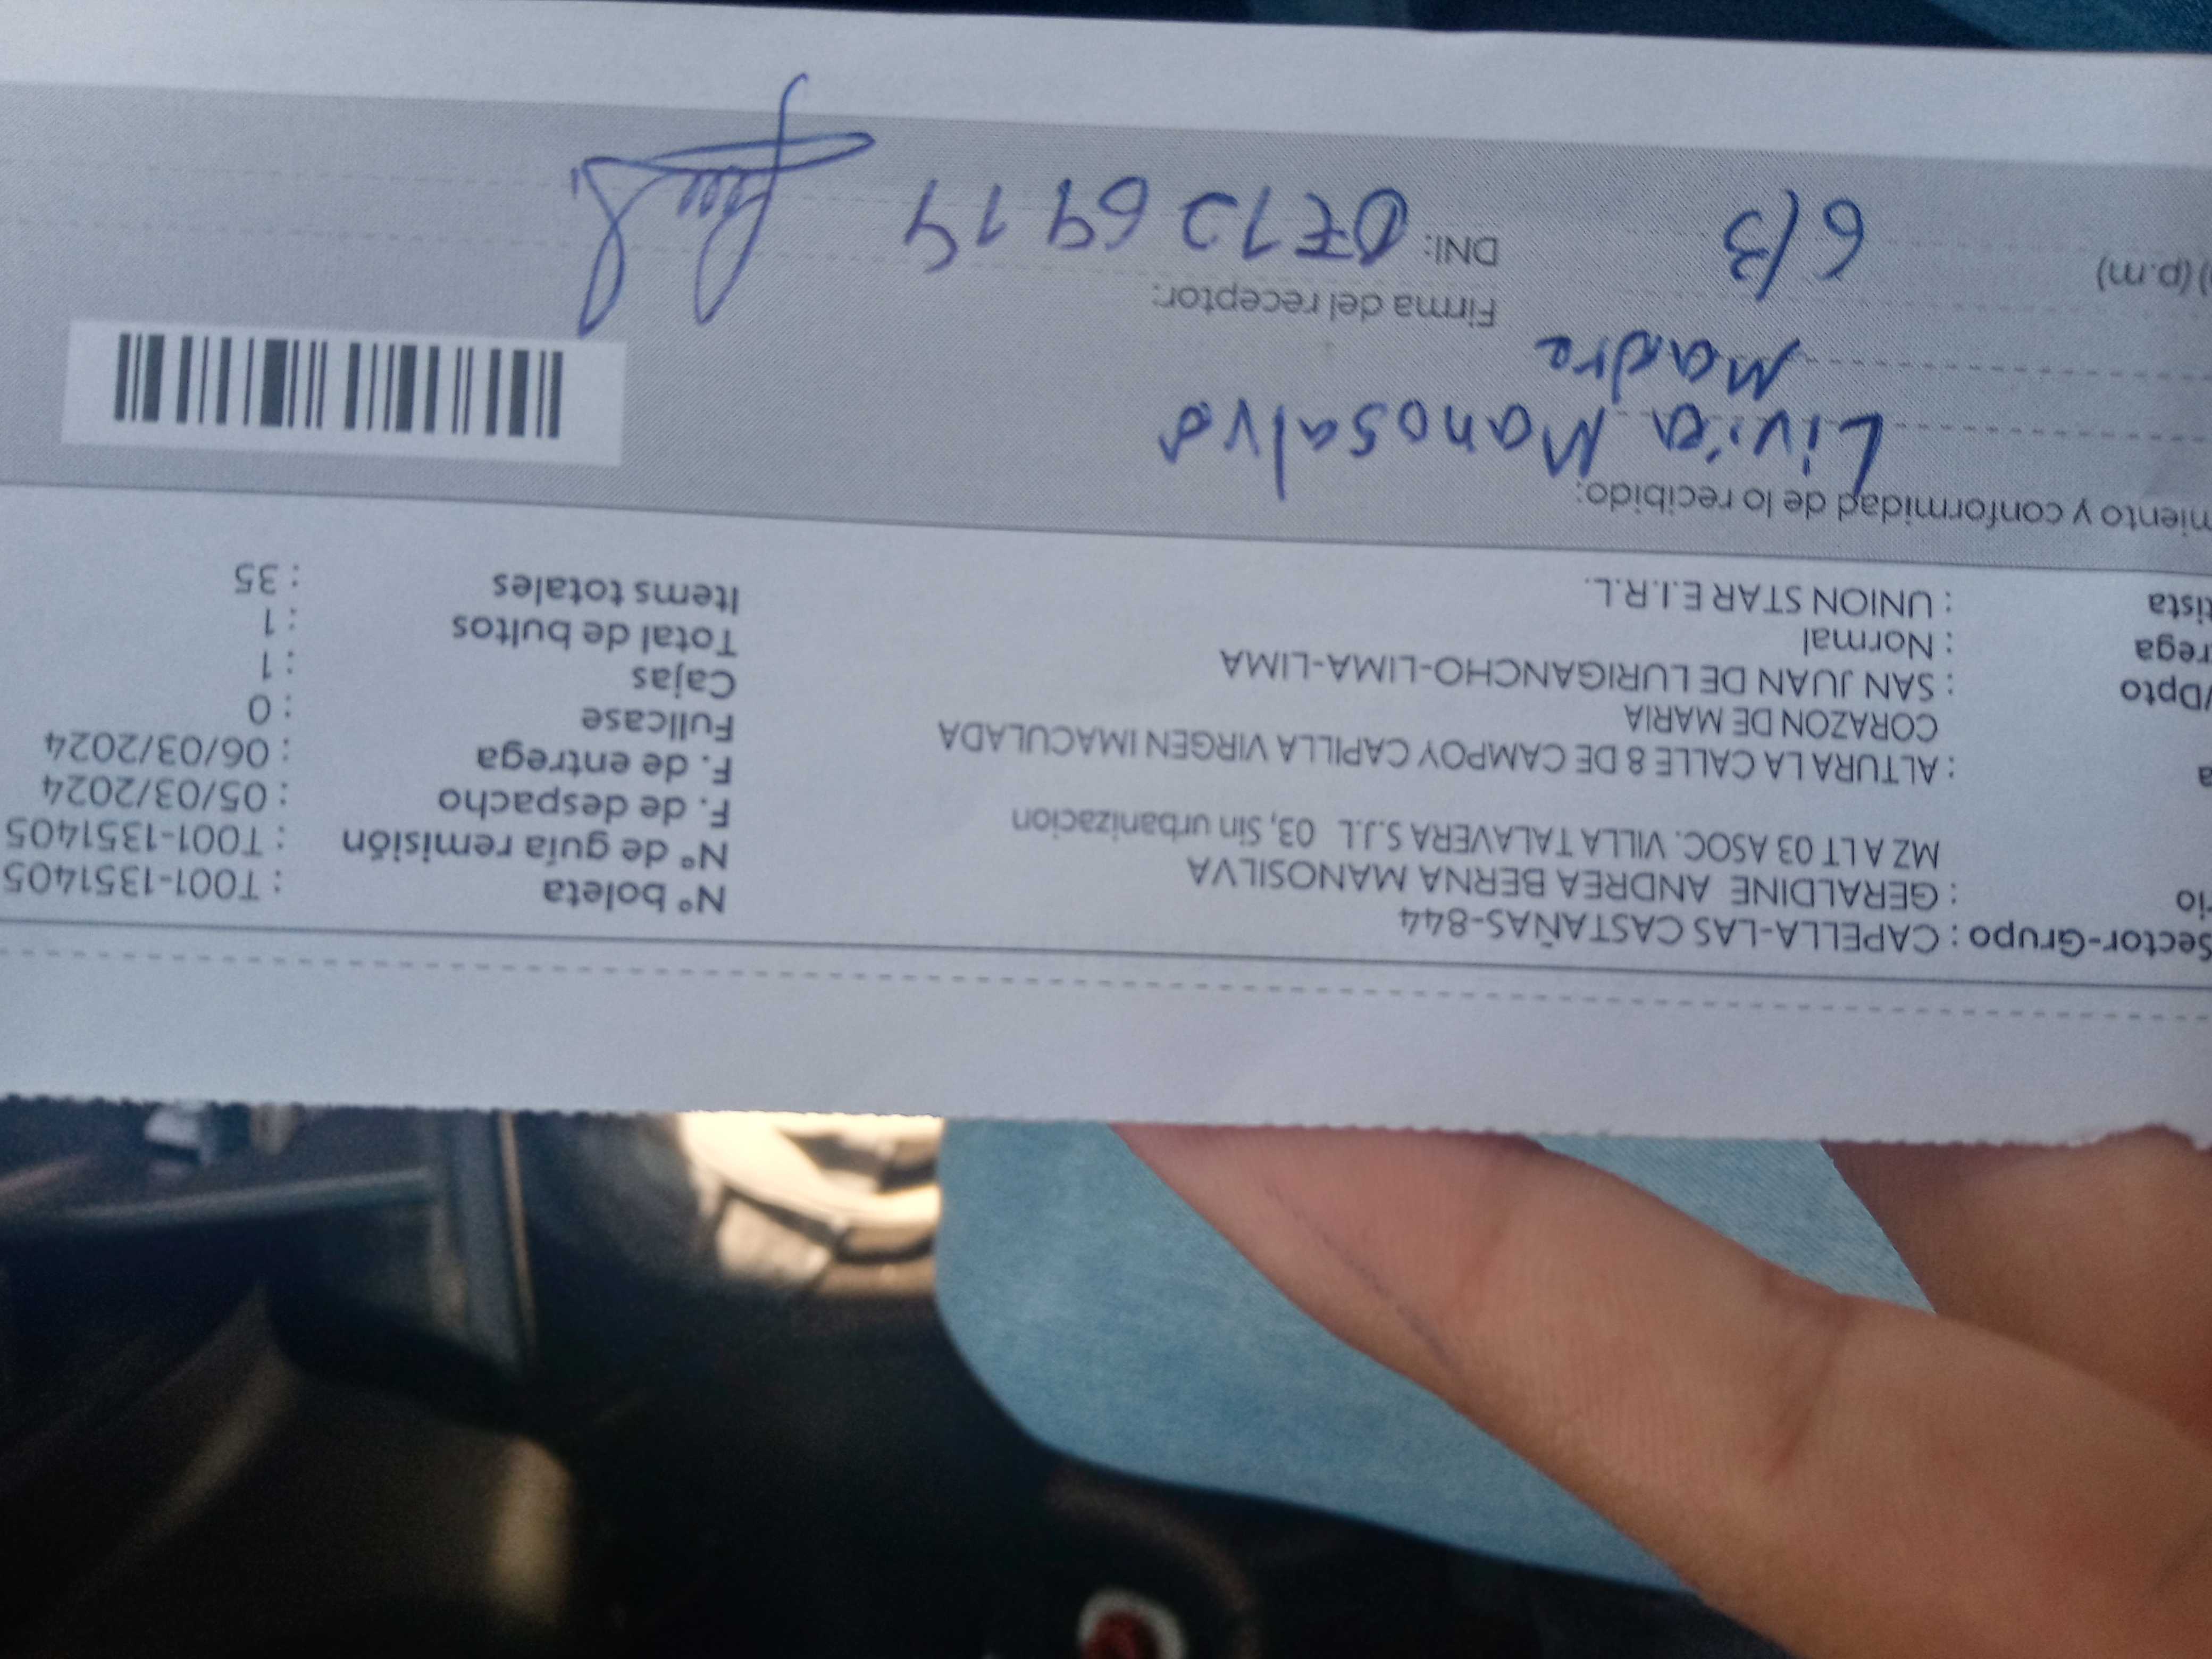 Sector-Grupo : CAPELLA-LAS CASTAÑAS-844
rio : GERALDINE ANDREA BERNA MANOSILVA
MZ A LT 03 ASOC. VILLA TALAVERA S.J.L 03, Sin urbanizacion
a : ALTURA LA CALLE 8 DE CAMPOY CAPILLA VIRGEN IMACULADA
CORAZON DE MARIA
/Dpto : SAN JUAN DE LURIGANCHO-LIMA-LIMA
rega : Normal
tista : UNION STAR E.I.R.L.
Nº boleta : T001-1351405
Nº de guía remisión : T001-1351405
F. de despacho : 05/03/2024
F. de entrega : 06/03/2024
Fullcase : 0
Cajas : 1
Total de bultos : 1
Items totales : 35
miento y conformidad de lo recibido:
Livia Manosalva
Madre
Firma del receptor:
) (p.m) 6/3
DNI: